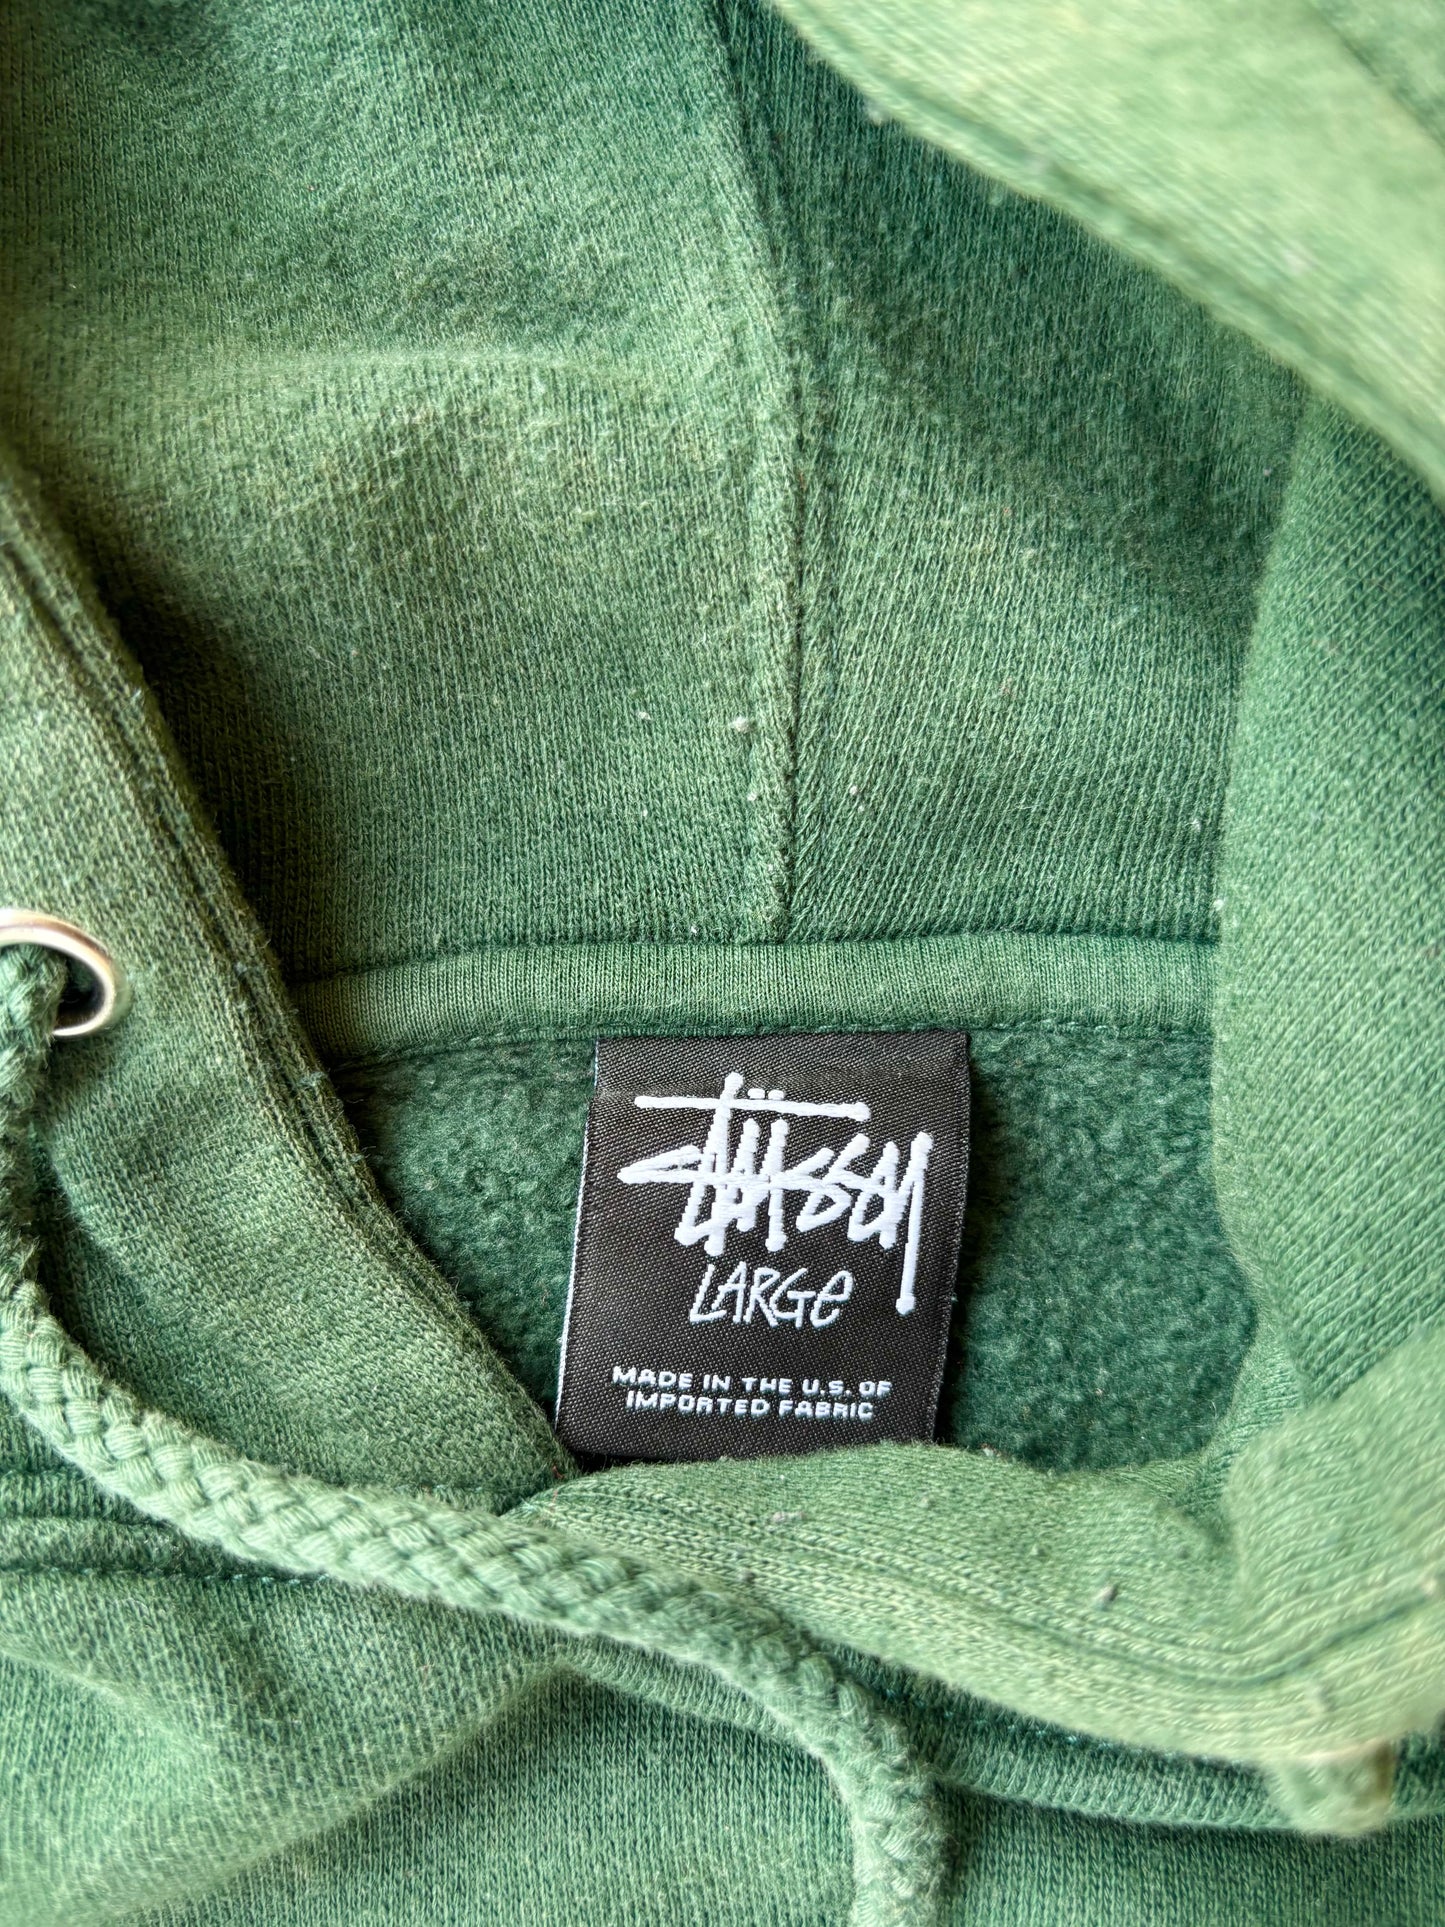 Stüssy
LARGe
MADE IN THE U.S. OF
IMPORTED FABRIC